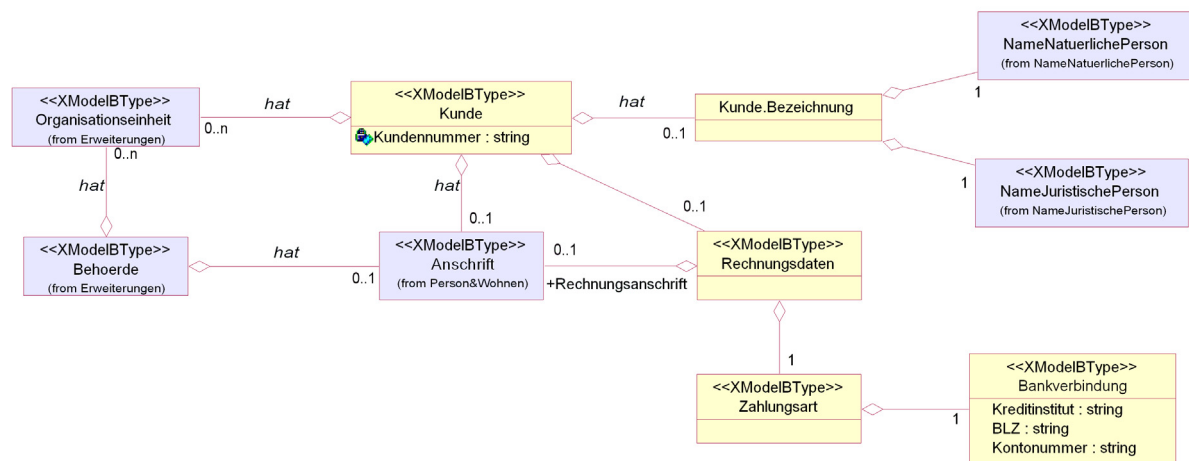 <<XModelBType>>
NameNatuerlichePerson
(from NameNatuerlichePerson)
1
<<XModelBType>>
Organisationseinheit
(from Erweiterungen)
0..n
0..n
hat
<<XModelBType>>
Kunde
Kundennummer : string
hat
0..1
Kunde.Bezeichnung
1
<<XModelBType>>
NameJuristischePerson
(from NameJuristischePerson)
hat
hat
0..1
0..1
<<XModelBType>>
Behoerde
(from Erweiterungen)
hat
0..1
<<XModelBType>>
Anschrift
(from Person&Wohnen)
0..1
+Rechnungsanschrift
<<XModelBType>>
Rechnungsdaten
1
<<XModelBType>>
Zahlungsart
1
<<XModelBType>>
Bankverbindung
Kreditinstitut : string
BLZ : string
Kontonummer : string